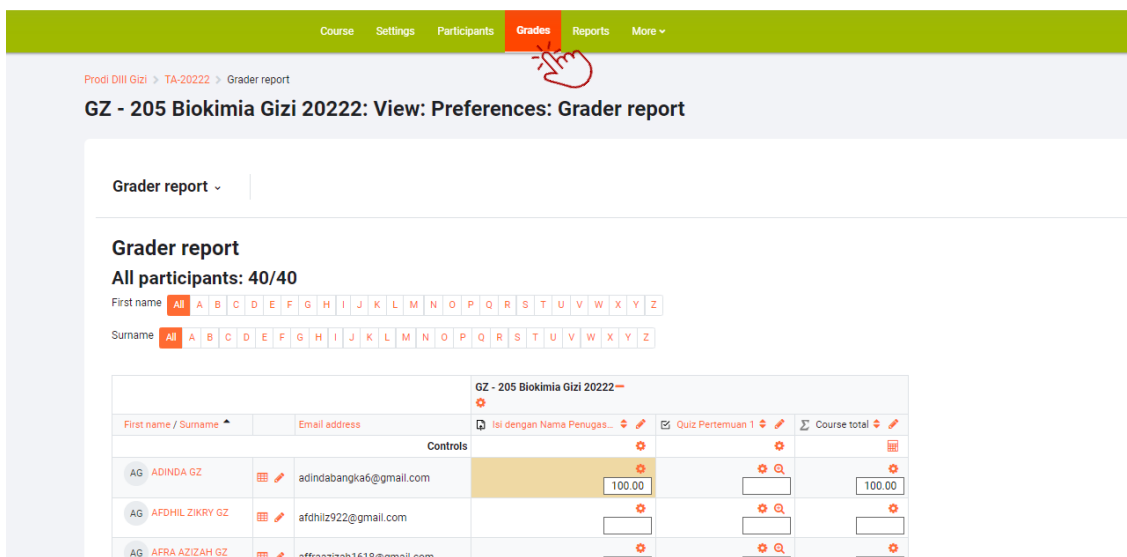 Course Settings Participants Grades Reports More
Prodi DIII Gizi > TA-20222 > Grader report
GZ - 205 Biokimia Gizi 20222: View: Preferences: Grader report
Grader report
Grader report
All participants: 40/40
First name All A B C D E F G H I J K L M N O P Q R S T U V W X Y Z
Surname All A B C D E F G H I J K L M N O P Q R S T U V W X Y Z
GZ - 205 Biokimia Gizi 20222
First name / Surname Email address Isi dengan Nama Penugas... Quiz Pertemuan 1 Course total
Controls
AG ADINDA GZ adindabangka6@gmail.com 100.00 100.00
AG AFDHIL ZIKRY GZ afdhilz922@gmail.com
AG AFRA AZIZAH GZ affraazizah1618@gmail.com